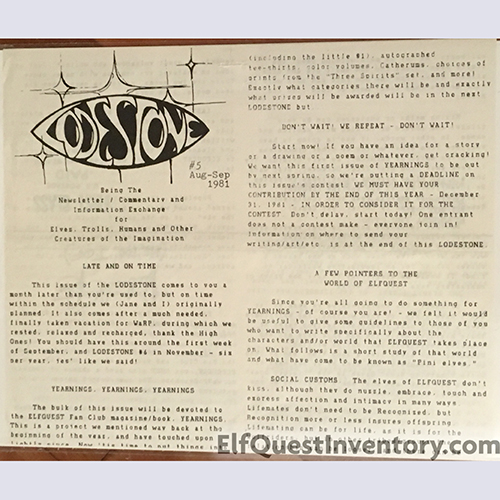 LODESTONE
#5
Aug-Sep
1981
Being The
Newsletter / Commentary and
Information Exchange
for
Elves, Trolls, Humans and Other
Creatures of the Imagination
LATE AND ON TIME
This issue of the LODESTONE comes to you a
month later than you're used to, but on time
within the schedule we (Jane and I) originally
planned. It also comes after a much needed,
finally taken vacation for WARP, during which we
rested, relaxed and recharged, thank the High
Ones! You should have this around the first week
of September, and LODESTONE #6 in November - six
per year, "yes" like we said!
YEARNINGS, YEARNINGS, YEARNINGS
The bulk of this issue will be devoted to
the ELFQUEST Fan Club magazine/book, YEARNINGS.
This is a project we mentioned way back at the
beginning of the year, and have touched upon
(including the little #1), autographed
tee-shirts, color volumes, Gatherums, choices of
prints from the "Three Spirits" set, and more!
Exactly what categories there will be and exactly
what prizes will be awarded will be in the next
LODESTONE but
DON'T WAIT! WE REPEAT - DON'T WAIT!
Start now! If you have an idea for a story
or a drawing or a poem or whatever, get cracking!
We want this first issue of YEARNINGS to be out
by next spring, so we're putting a DEADLINE on
this issue's contest. WE MUST HAVE YOUR
CONTRIBUTION BY THE END OF THIS YEAR - December
31, 1981 - IN ORDER TO CONSIDER IT FOR THE
CONTEST. Don't delay, start today! One entrant
does not a contest make - everyone join in!
Information on where to send your
writing/art/etc. is at the end of this LODESTONE.
A FEW POINTERS TO THE
WORLD OF ELFQUEST
Since you're all going to do something for
YEARNINGS - of course you are! - we felt it would
be useful to give some guidelines to those of you
who want to write specifically about the
characters and/or world that ELFQUEST takes place
on. What follows is a short study of that world
and what have come to be known as "Pini elves."
SOCIAL CUSTOMS. The elves of ELFQUEST don't
kiss, although they do nuzzle, embrace, touch and
express affection and intimacy in many ways.
Lifemates don't need to be Recognized, but
Recognition more or less insures offspring.
Lifemating can be for life, as it is
ElfQuestInventory.com